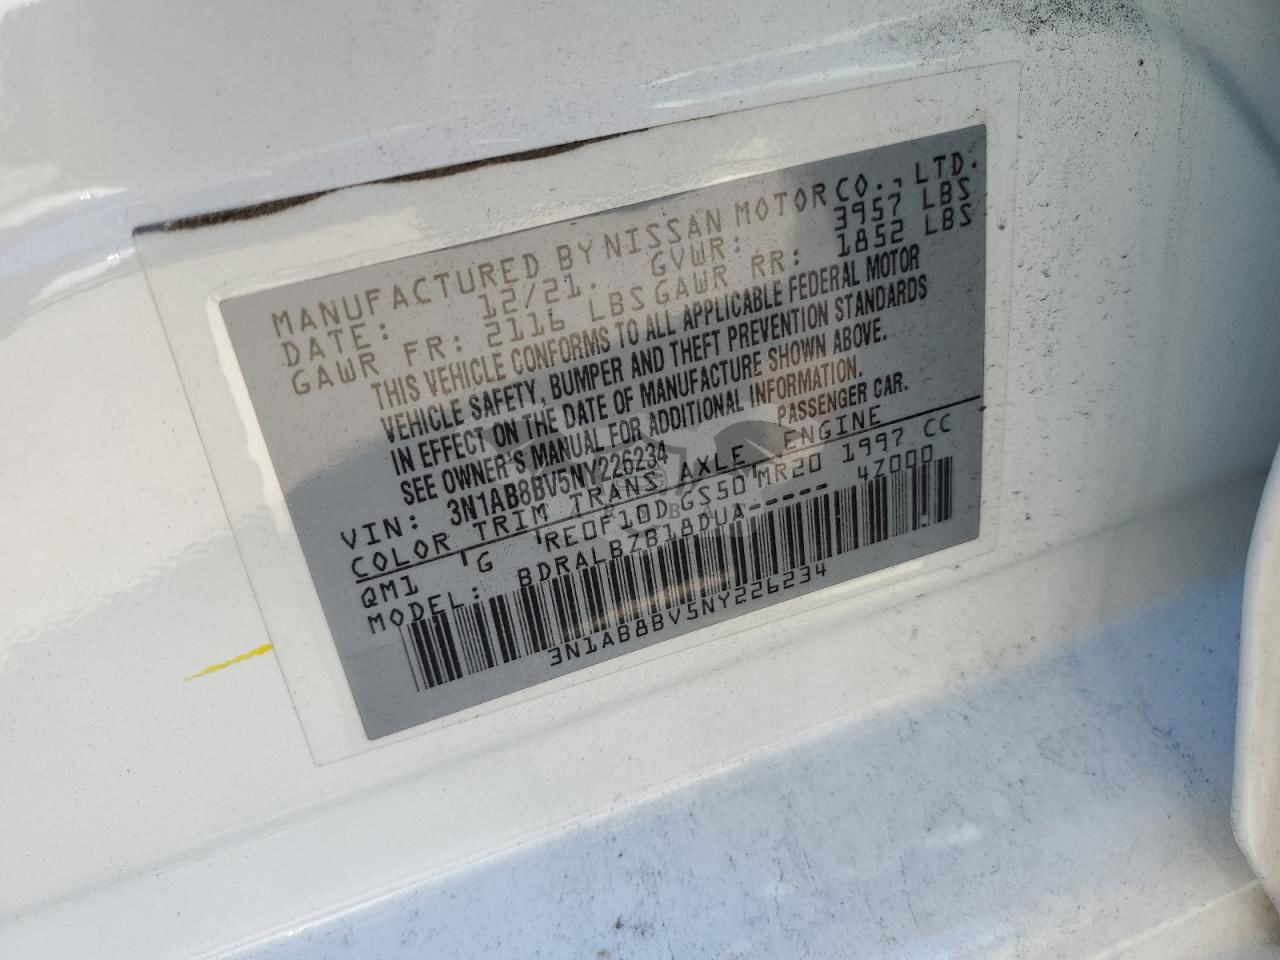 MANUFACTURED BY NISSAN MOTOR CO., LTD.
DATE: 12/21. GVWR: 3957 LBS
GAWR FR: 2116 LBS GAWR RR: 1852 LBS
THIS VEHICLE CONFORMS TO ALL APPLICABLE FEDERAL MOTOR
VEHICLE SAFETY, BUMPER AND THEFT PREVENTION STANDARDS
IN EFFECT ON THE DATE OF MANUFACTURE SHOWN ABOVE.
SEE OWNER'S MANUAL FOR ADDITIONAL INFORMATION.
VIN: 3N1AB8BV5NY226234 PASSENGER CAR.
COLOR TRIM TRANS AXLE ENGINE
QM1 G RE0F10D GS50 MR20 1997 CC
MODEL: BDRALBZB18DUA----- 4Z000
3N1AB8BV5NY226234